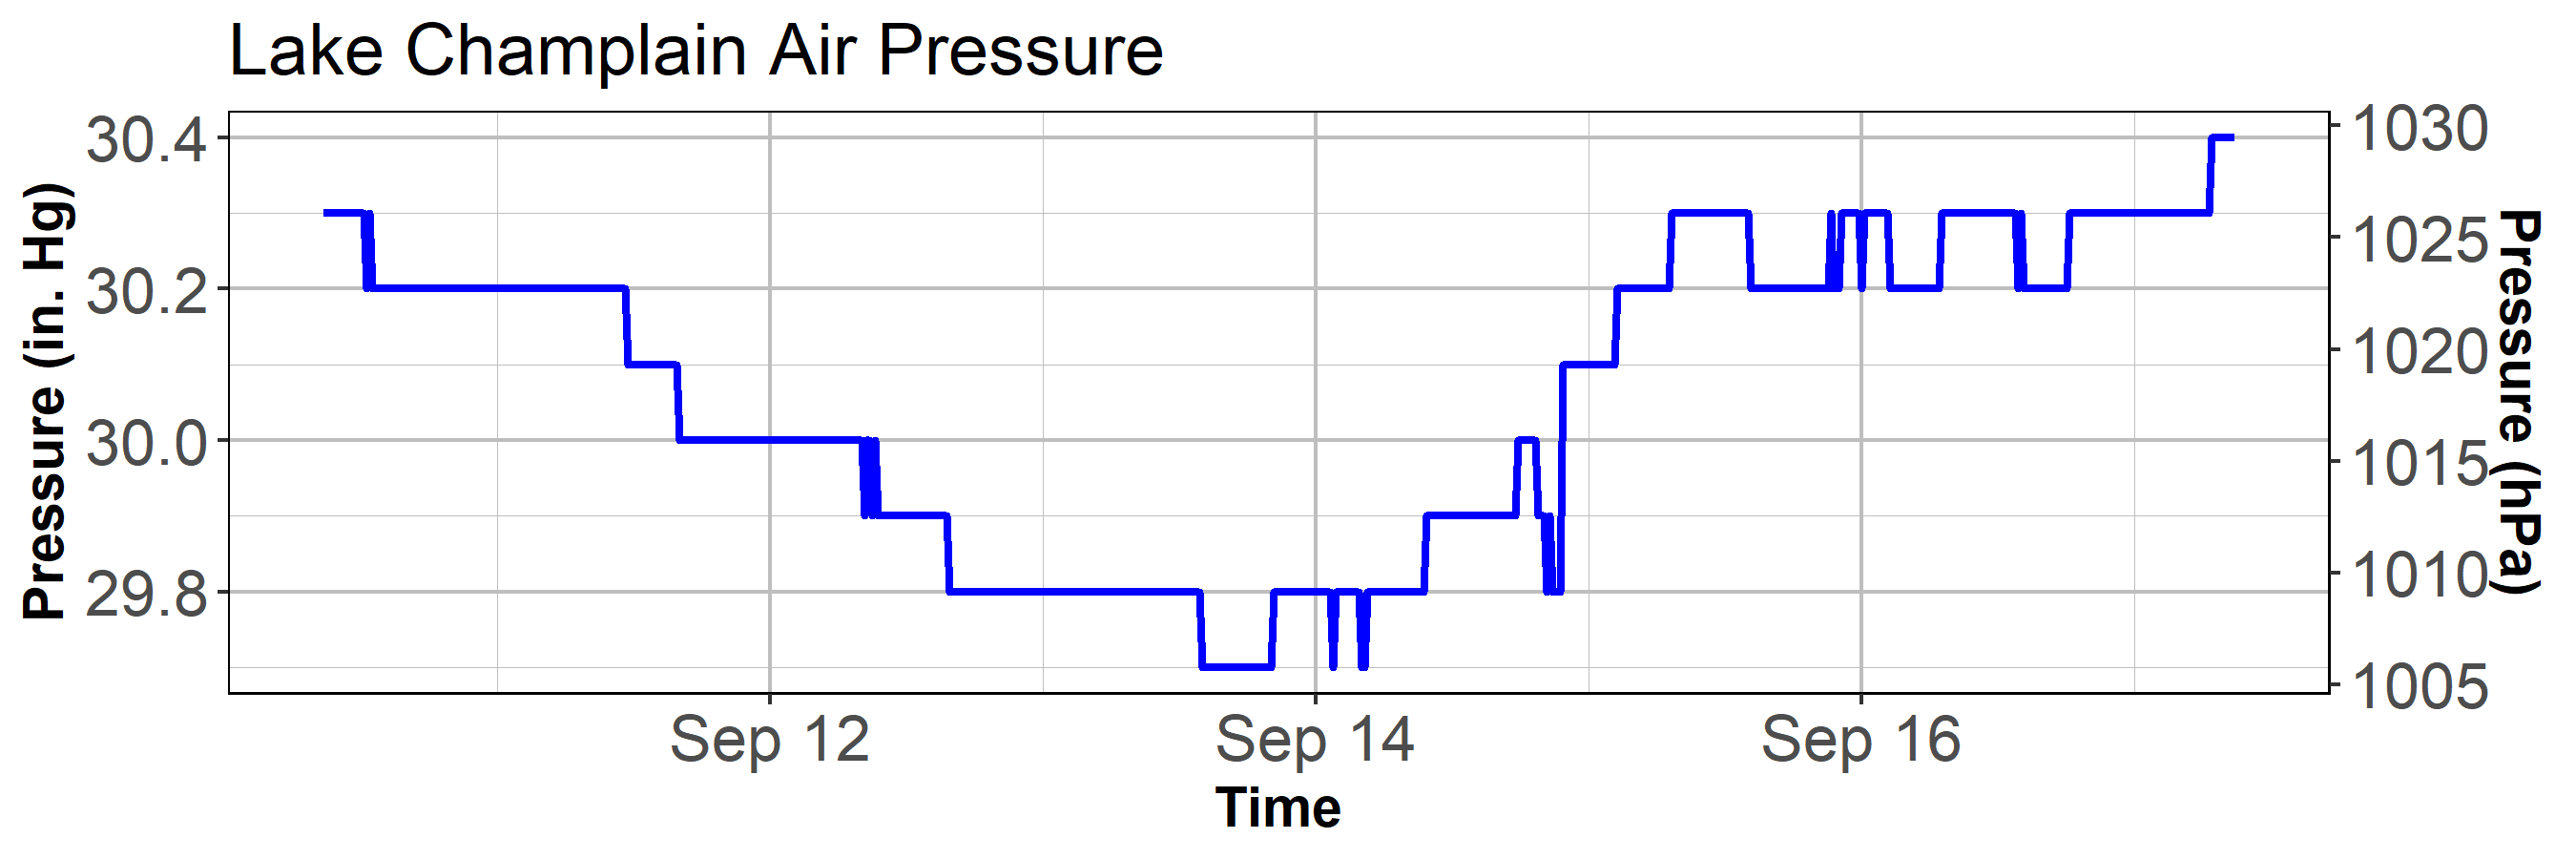 Lake Champlain Air Pressure
Pressure (in. Hg)
30.4
30.2
30.0
29.8
1030
1025
1020
1015
1010
1005
Pressure (hPa)
Sep 12
Sep 14
Sep 16
Time